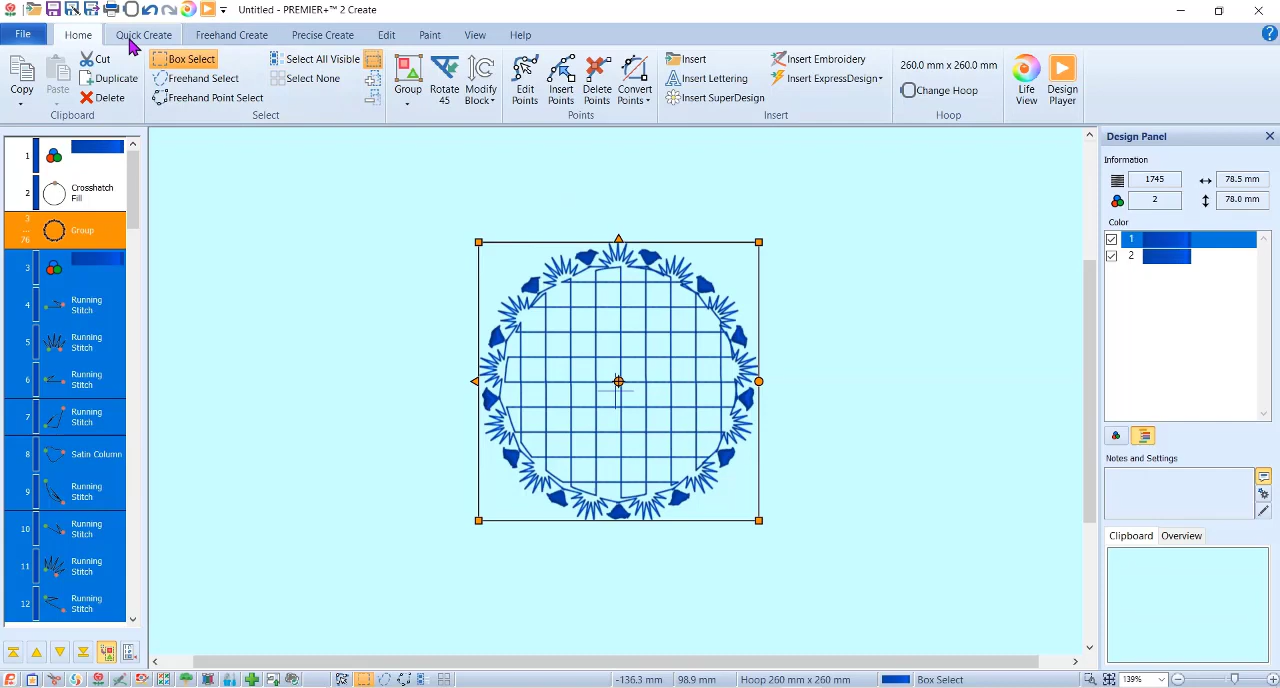 Untitled - PREMIER+™ 2 Create
File
Home
Quick Create
Freehand Create
Precise Create
Edit
Paint
View
Help
Copy
Paste
Cut
Duplicate
Delete
Clipboard
Box Select
Freehand Select
Freehand Point Select
Select All Visible
Select None
Select
Group
Rotate
45
Modify
Block
Edit
Points
Insert
Points
Delete
Points
Convert
Points
Points
Insert
Insert Lettering
Insert SuperDesign
Insert Embroidery
Insert ExpressDesign
Insert
260.0 mm x 260.0 mm
Change Hoop
Hoop
Life
View
Design
Player
1
2
Crosshatch
Fill
3
...
76
Group
3
4
Running
Stitch
5
Running
Stitch
6
Running
Stitch
7
Running
Stitch
8
Satin Column
9
Running
Stitch
10
Running
Stitch
11
Running
Stitch
12
Running
Stitch
Design Panel
Information
1745
78.5 mm
2
78.0 mm
Color
1
2
Notes and Settings
Clipboard
Overview
-136.3 mm
98.9 mm
Hoop 260 mm x 260 mm
Box Select
139%